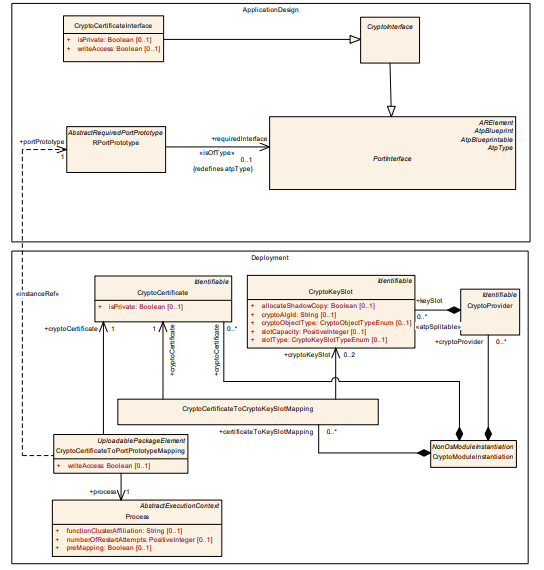 ApplicationDesign
CryptoCertificateInterface
+ isPrivate: Boolean [0..1]
+ writeAccess: Boolean [0..1]
CryptoInterface
AbstractRequiredPortPrototype
RPortPrototype
+portPrototype
1
+requiredInterface
«isOfType»
0..1
{redefines atpType}
ARElement
AtpBlueprint
AtpBlueprintable
AtpType
PortInterface
Deployment
«instanceRef»
Identifiable
CryptoCertificate
+ isPrivate: Boolean [0..1]
Identifiable
CryptoKeySlot
+ allocateShadowCopy: Boolean [0..1]
+ cryptoAlgId: String [0..1]
+ cryptoObjectType: CryptoObjectTypeEnum [0..1]
+ slotCapacity: PositiveInteger [0..1]
+ slotType: CryptoKeySlotTypeEnum [0..1]
+keySlot
0..*
«atpSplitable»
Identifiable
CryptoProvider
+cryptoProvider
0..*
+cryptoCertificate
1
1
+cryptoCertificate
0..*
+cryptoCertificate
+cryptoKeySlot
0..2
CryptoCertificateToCryptoKeySlotMapping
+certificateToKeySlotMapping
0..*
NonOsModuleInstantiation
CryptoModuleInstantiation
UploadablePackageElement
CryptoCertificateToPortPrototypeMapping
+ writeAccess: Boolean [0..1]
+process
1
AbstractExecutionContext
Process
+ functionClusterAffiliation: String [0..1]
+ numberOfRestartAttempts: PositiveInteger [0..1]
+ preMapping: Boolean [0..1]